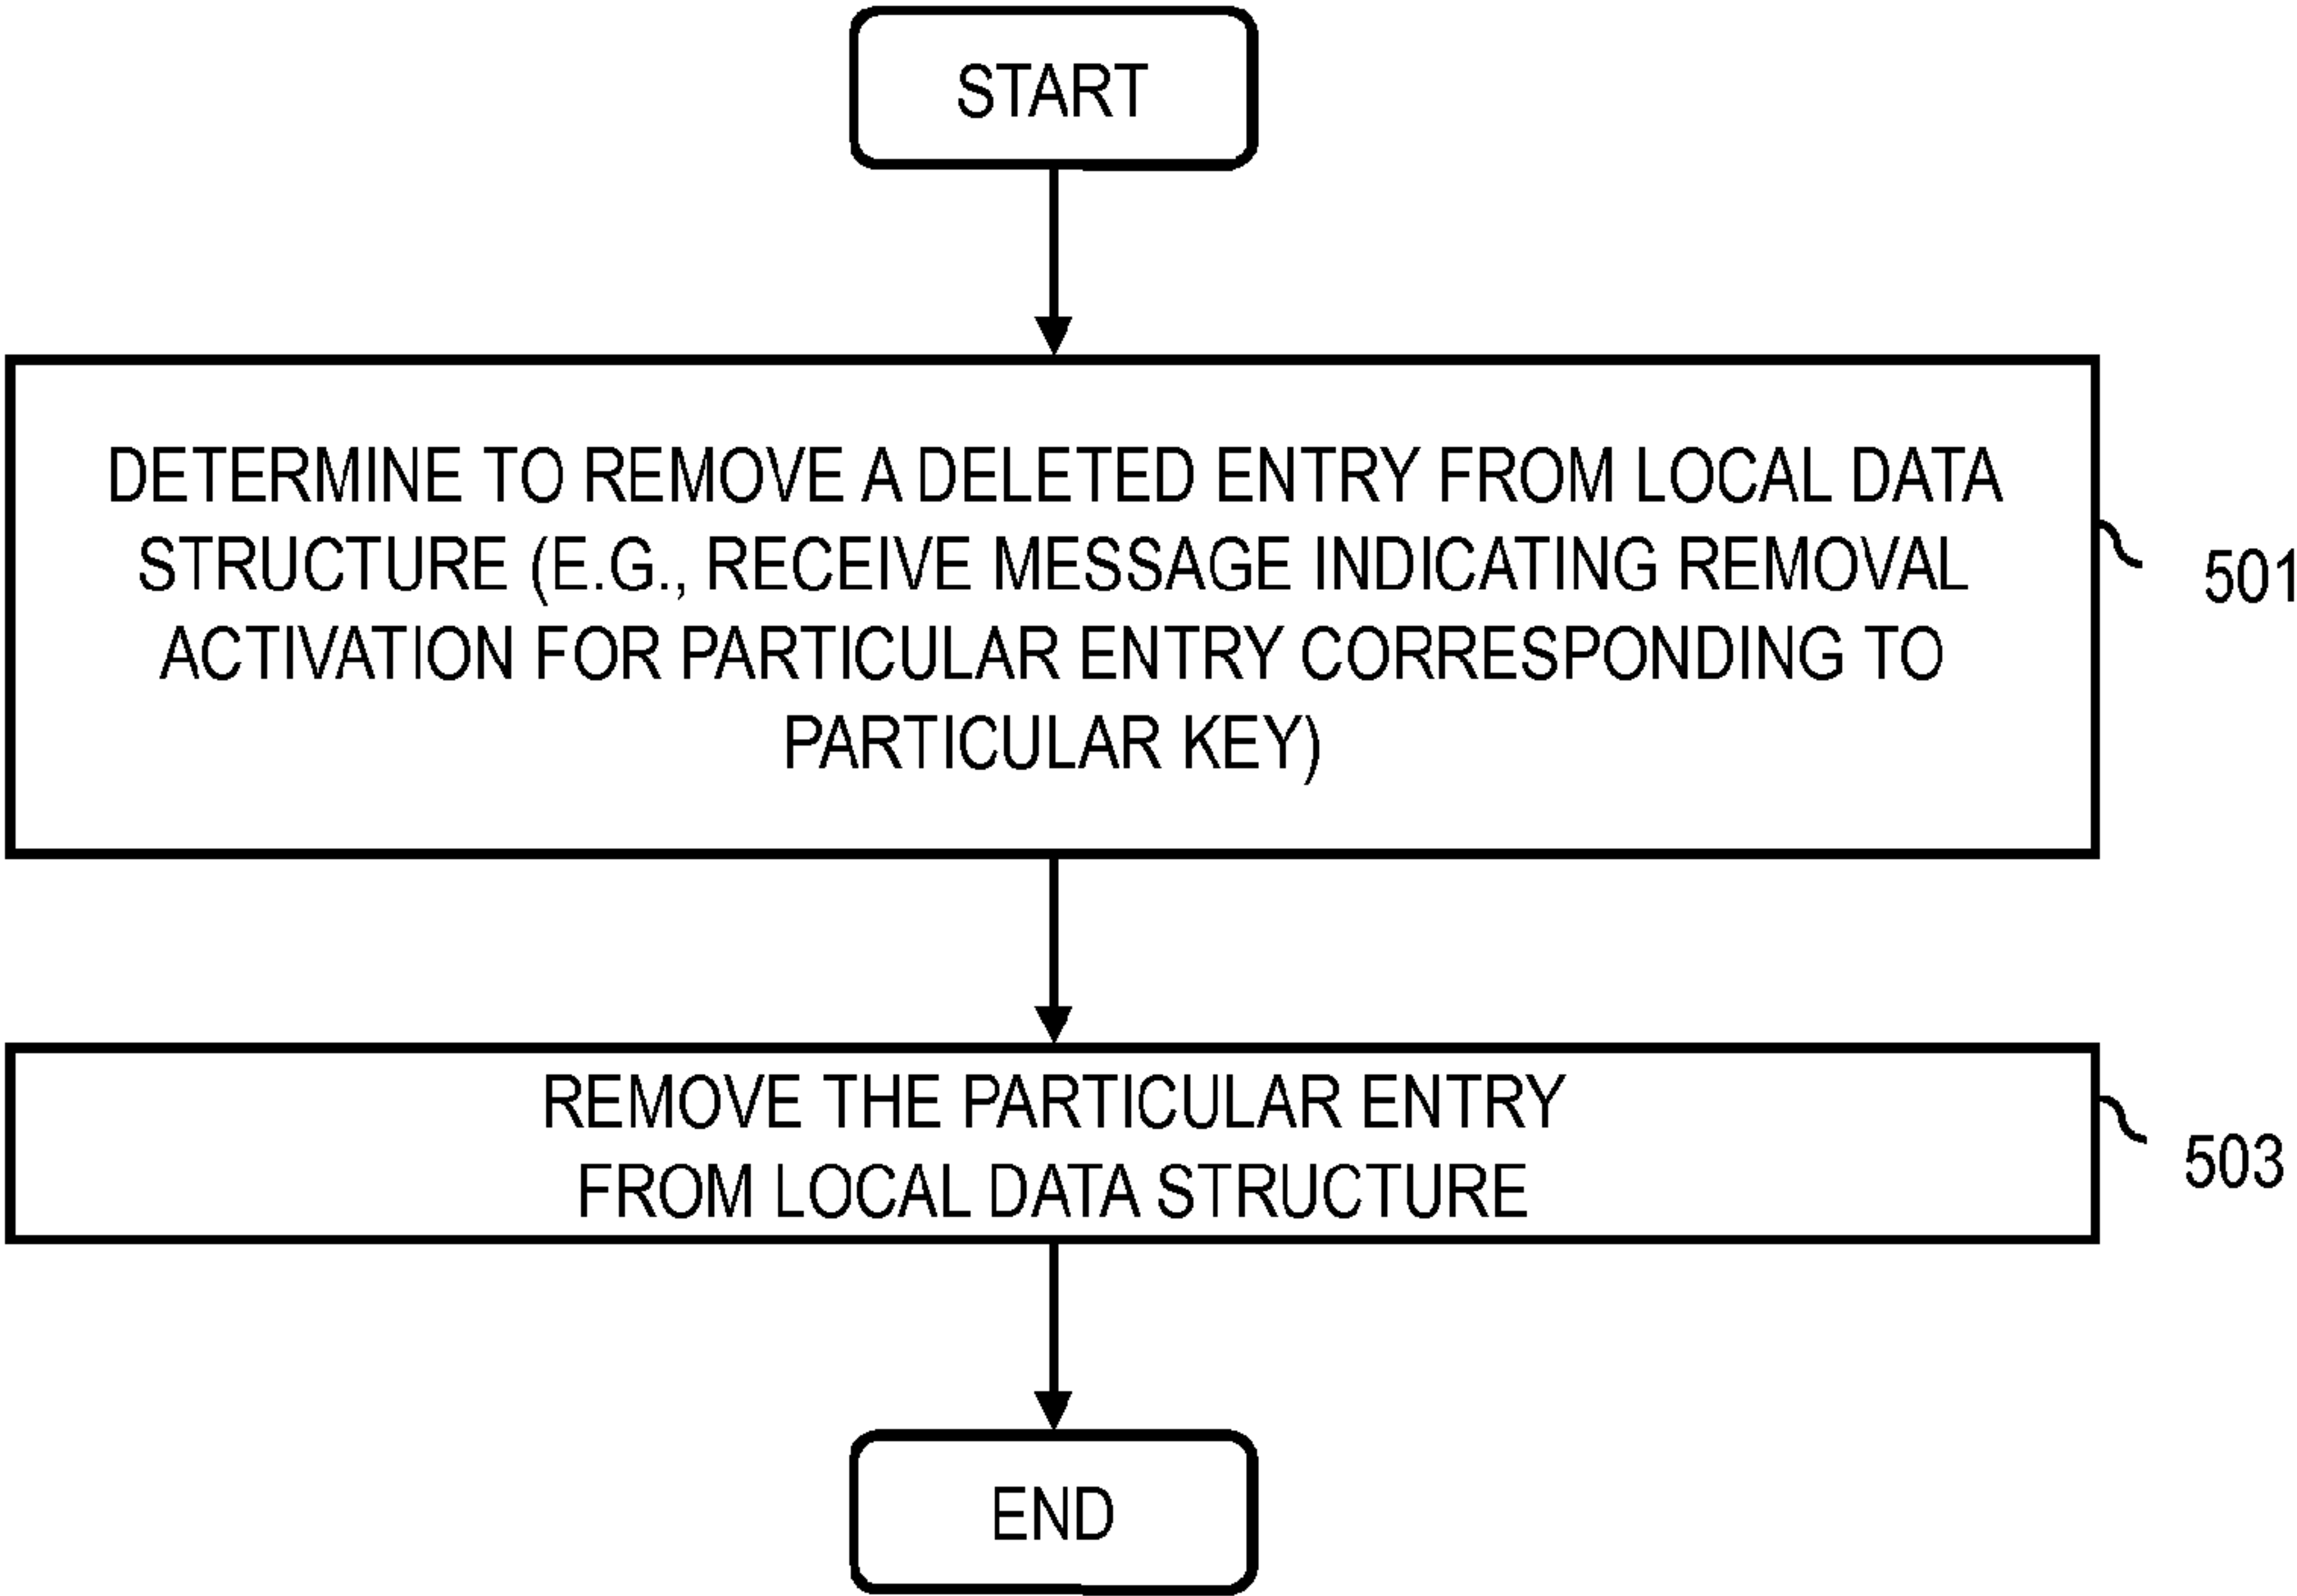 START
DETERMINE TO REMOVE A DELETED ENTRY FROM LOCAL DATA
STRUCTURE (E.G., RECEIVE MESSAGE INDICATING REMOVAL
ACTIVATION FOR PARTICULAR ENTRY CORRESPONDING TO
PARTICULAR KEY)
501
REMOVE THE PARTICULAR ENTRY
FROM LOCAL DATA STRUCTURE
503
END